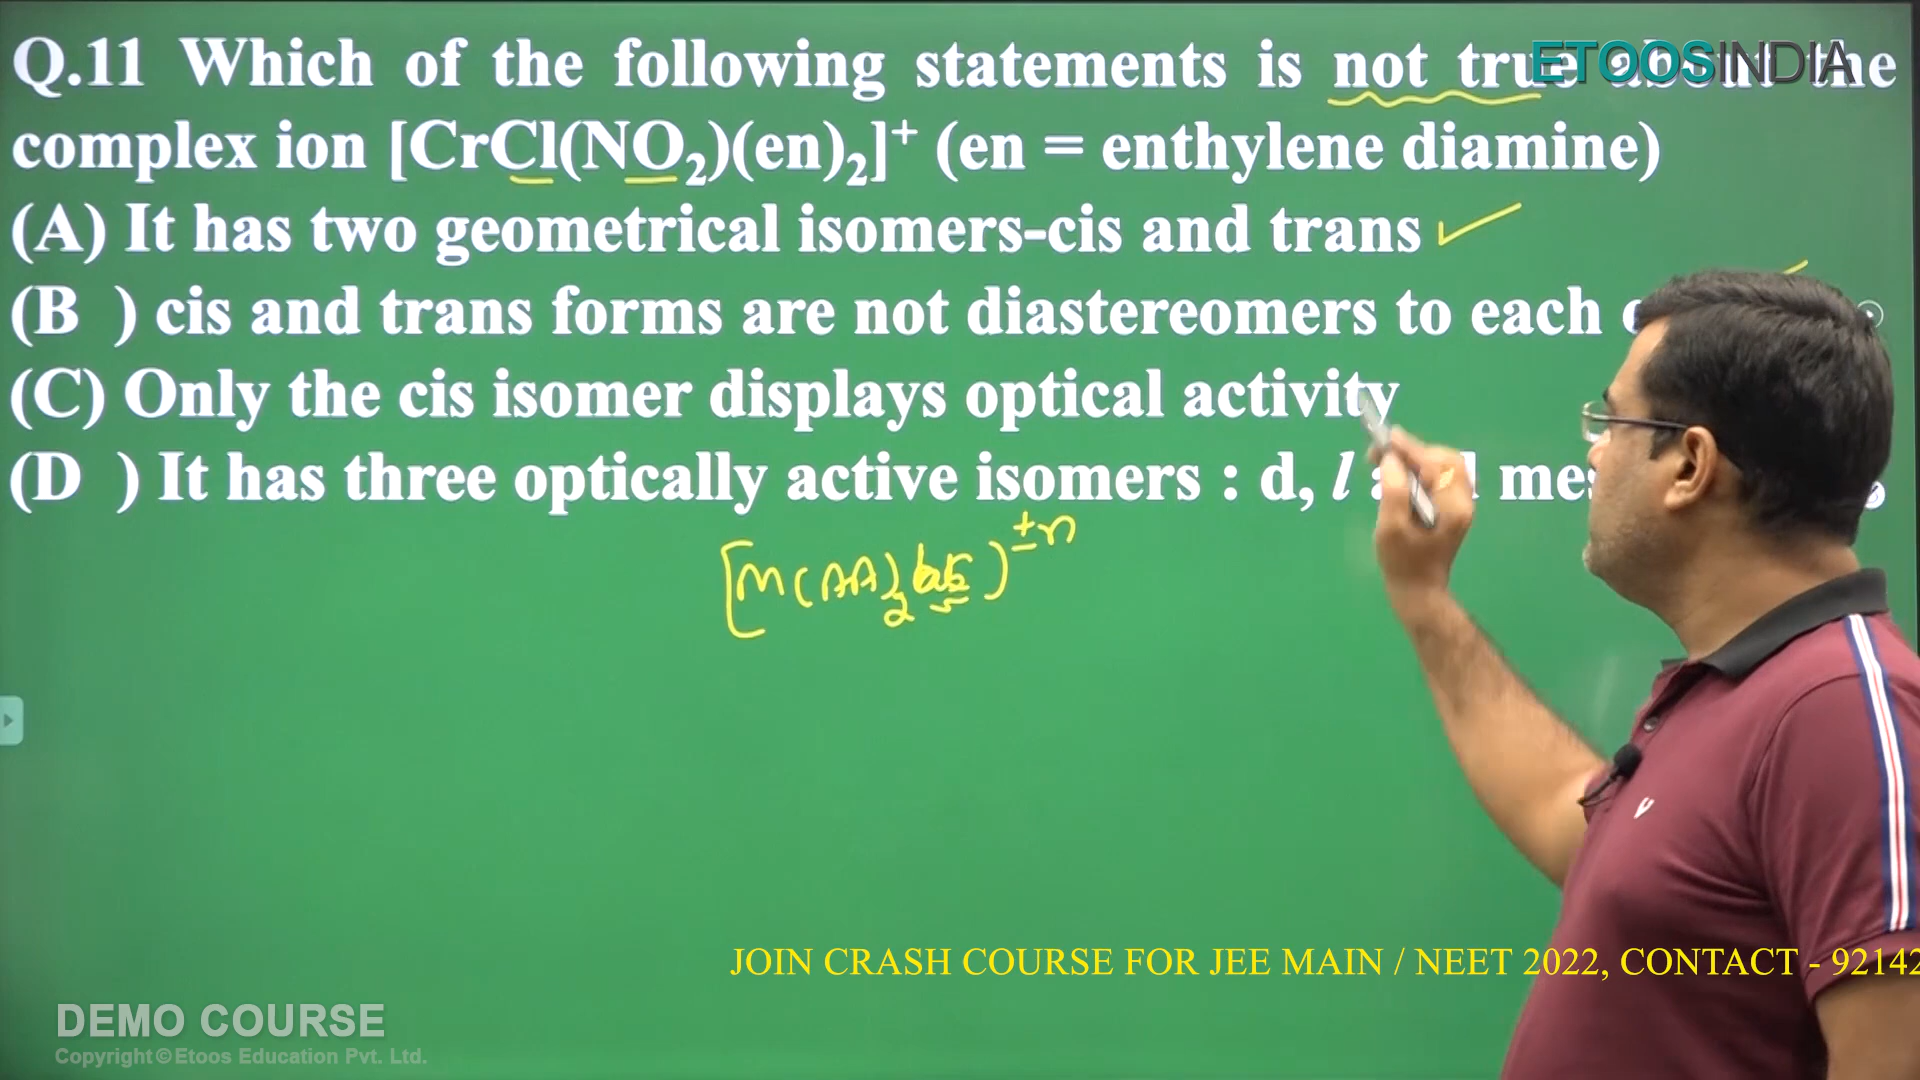 Q.11 Which of the following statements is not true about the
ETOOSINDIA
complex ion [CrCl(NO₂)(en)₂]⁺ (en = enthylene diamine)
(A) It has two geometrical isomers-cis and trans
(B ) cis and trans forms are not diastereomers to each
(C) Only the cis isomer displays optical activity
(D ) It has three optically active isomers : d, l
[M(AA)₂bc]±n
JOIN CRASH COURSE FOR JEE MAIN / NEET 2022, CONTACT - 92142
DEMO COURSE
Copyright © Etoos Education Pvt. Ltd.